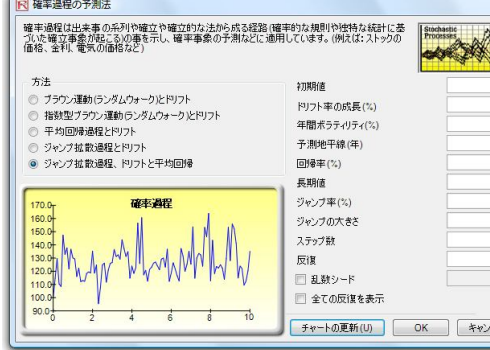 確率過程の予測法
確率過程は出来事の系列や確立や確立的な法から成る経路(確率的な規則や独特な統計に基
づいた確立事象が起こる)の事を示し、確率事象の予測などに適用しています。(例えば:ストックの
価格、金利、電気の価格など)
Stochastic
Processes
方法
ブラウン運動(ランダムウォーク)とドリフト
指数型ブラウン運動(ランダムウォーク)とドリフト
平均回帰過程とドリフト
ジャンプ拡散過程とドリフト
ジャンプ拡散過程、ドリフトと平均回帰
初期値
ドリフト率の成長(%)
年間ボラティリティ(%)
予測地平線(年)
回帰率(%)
長期値
ジャンプ率(%)
ジャンプの大きさ
ステップ数
反復
乱数シード
全ての反復を表示
確率過程
170.0
160.0
150.0
140.0
130.0
120.0
110.0
100.0
90.0
0 2 4 6 8 10
チャートの更新(U)
OK
キャン